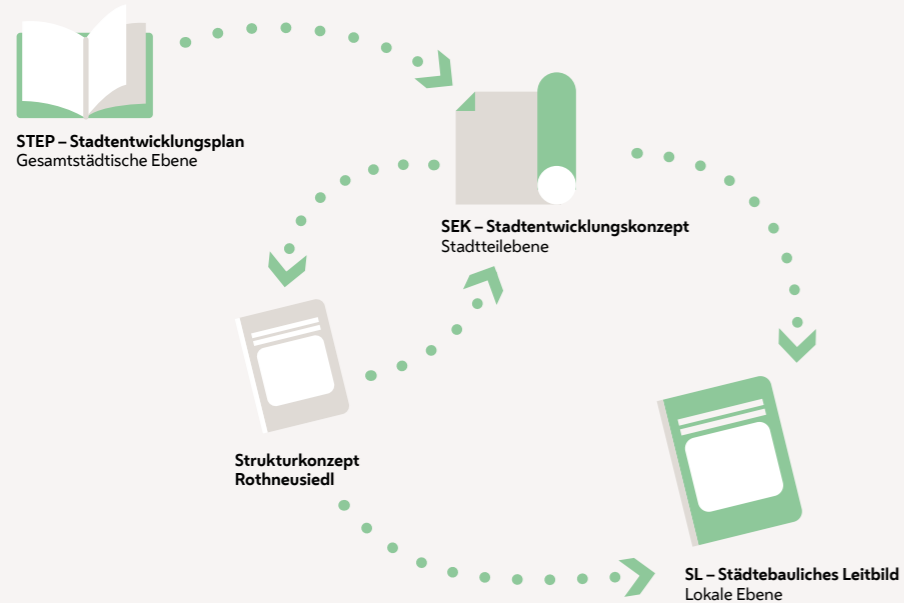 STEP – Stadtentwicklungsplan
Gesamtstädtische Ebene
SEK – Stadtentwicklungskonzept
Stadtteilebene
Strukturkonzept
Rothneusiedl
SL – Städtebauliches Leitbild
Lokale Ebene